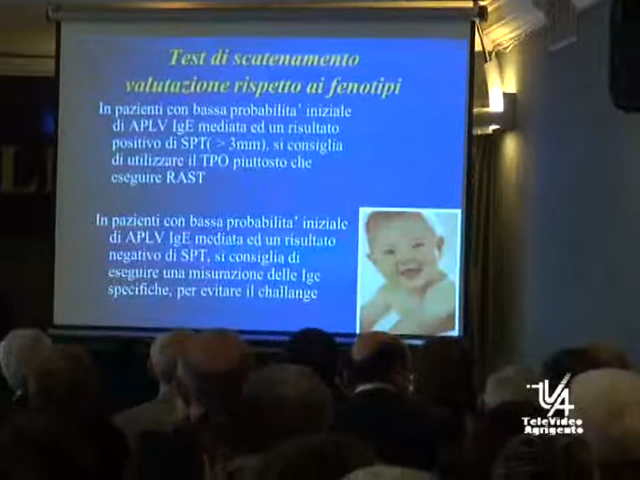 Test di scatenamento
valutazione rispetto ai fenotipi
In pazienti con bassa probabilita' iniziale
di APLV IgE mediata ed un risultato
positivo di SPT( > 3mm), si consiglia
di utilizzare il TPO piuttosto che
eseguire RAST
In pazienti con bassa probabilita' iniziale
di APLV IgE mediata ed un risultato
negativo di SPT, si consiglia di
eseguire una misurazione delle Ige
specifiche, per evitare il challange
TVA
TeleVideo
Agrigento